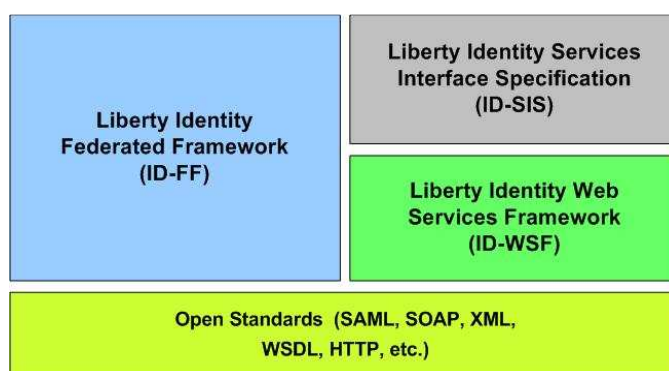 Liberty Identity
Federated Framework
(ID-FF)
Liberty Identity Services
Interface Specification
(ID-SIS)
Liberty Identity Web
Services Framework
(ID-WSF)
Open Standards (SAML, SOAP, XML,
WSDL, HTTP, etc.)